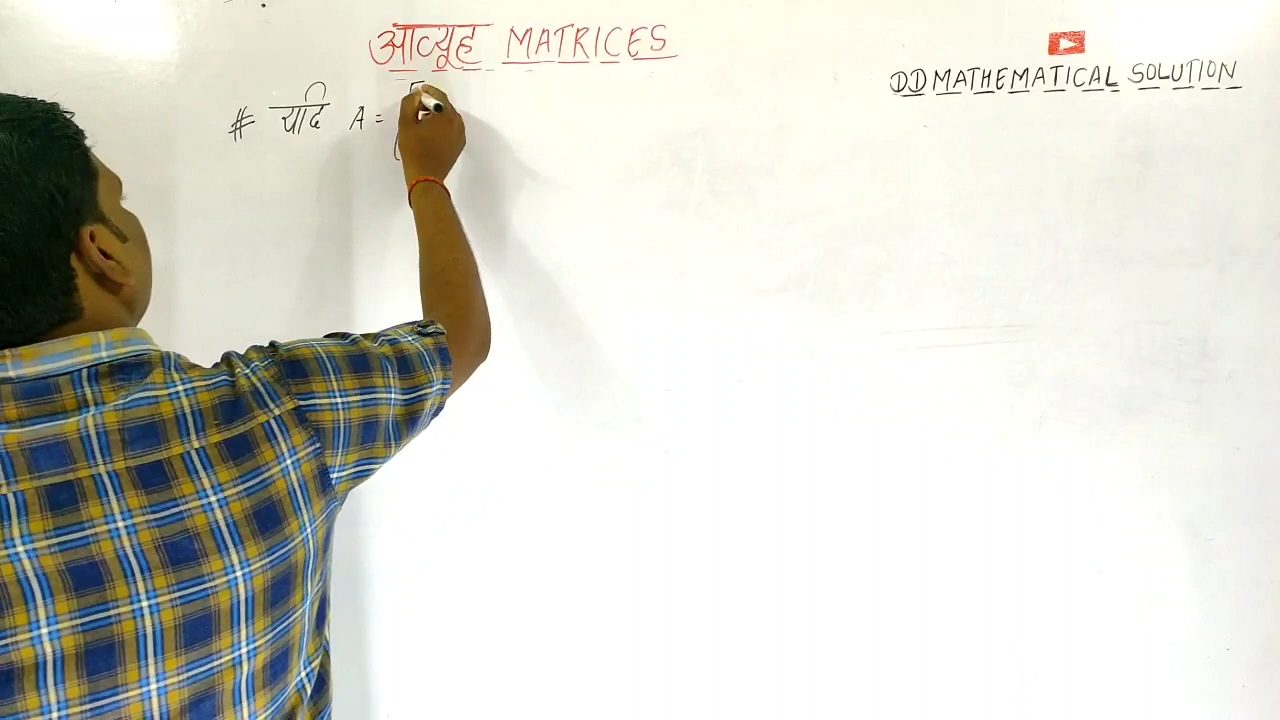 आव्यूह MATRICES
DD MATHEMATICAL SOLUTION
# यदि A = [